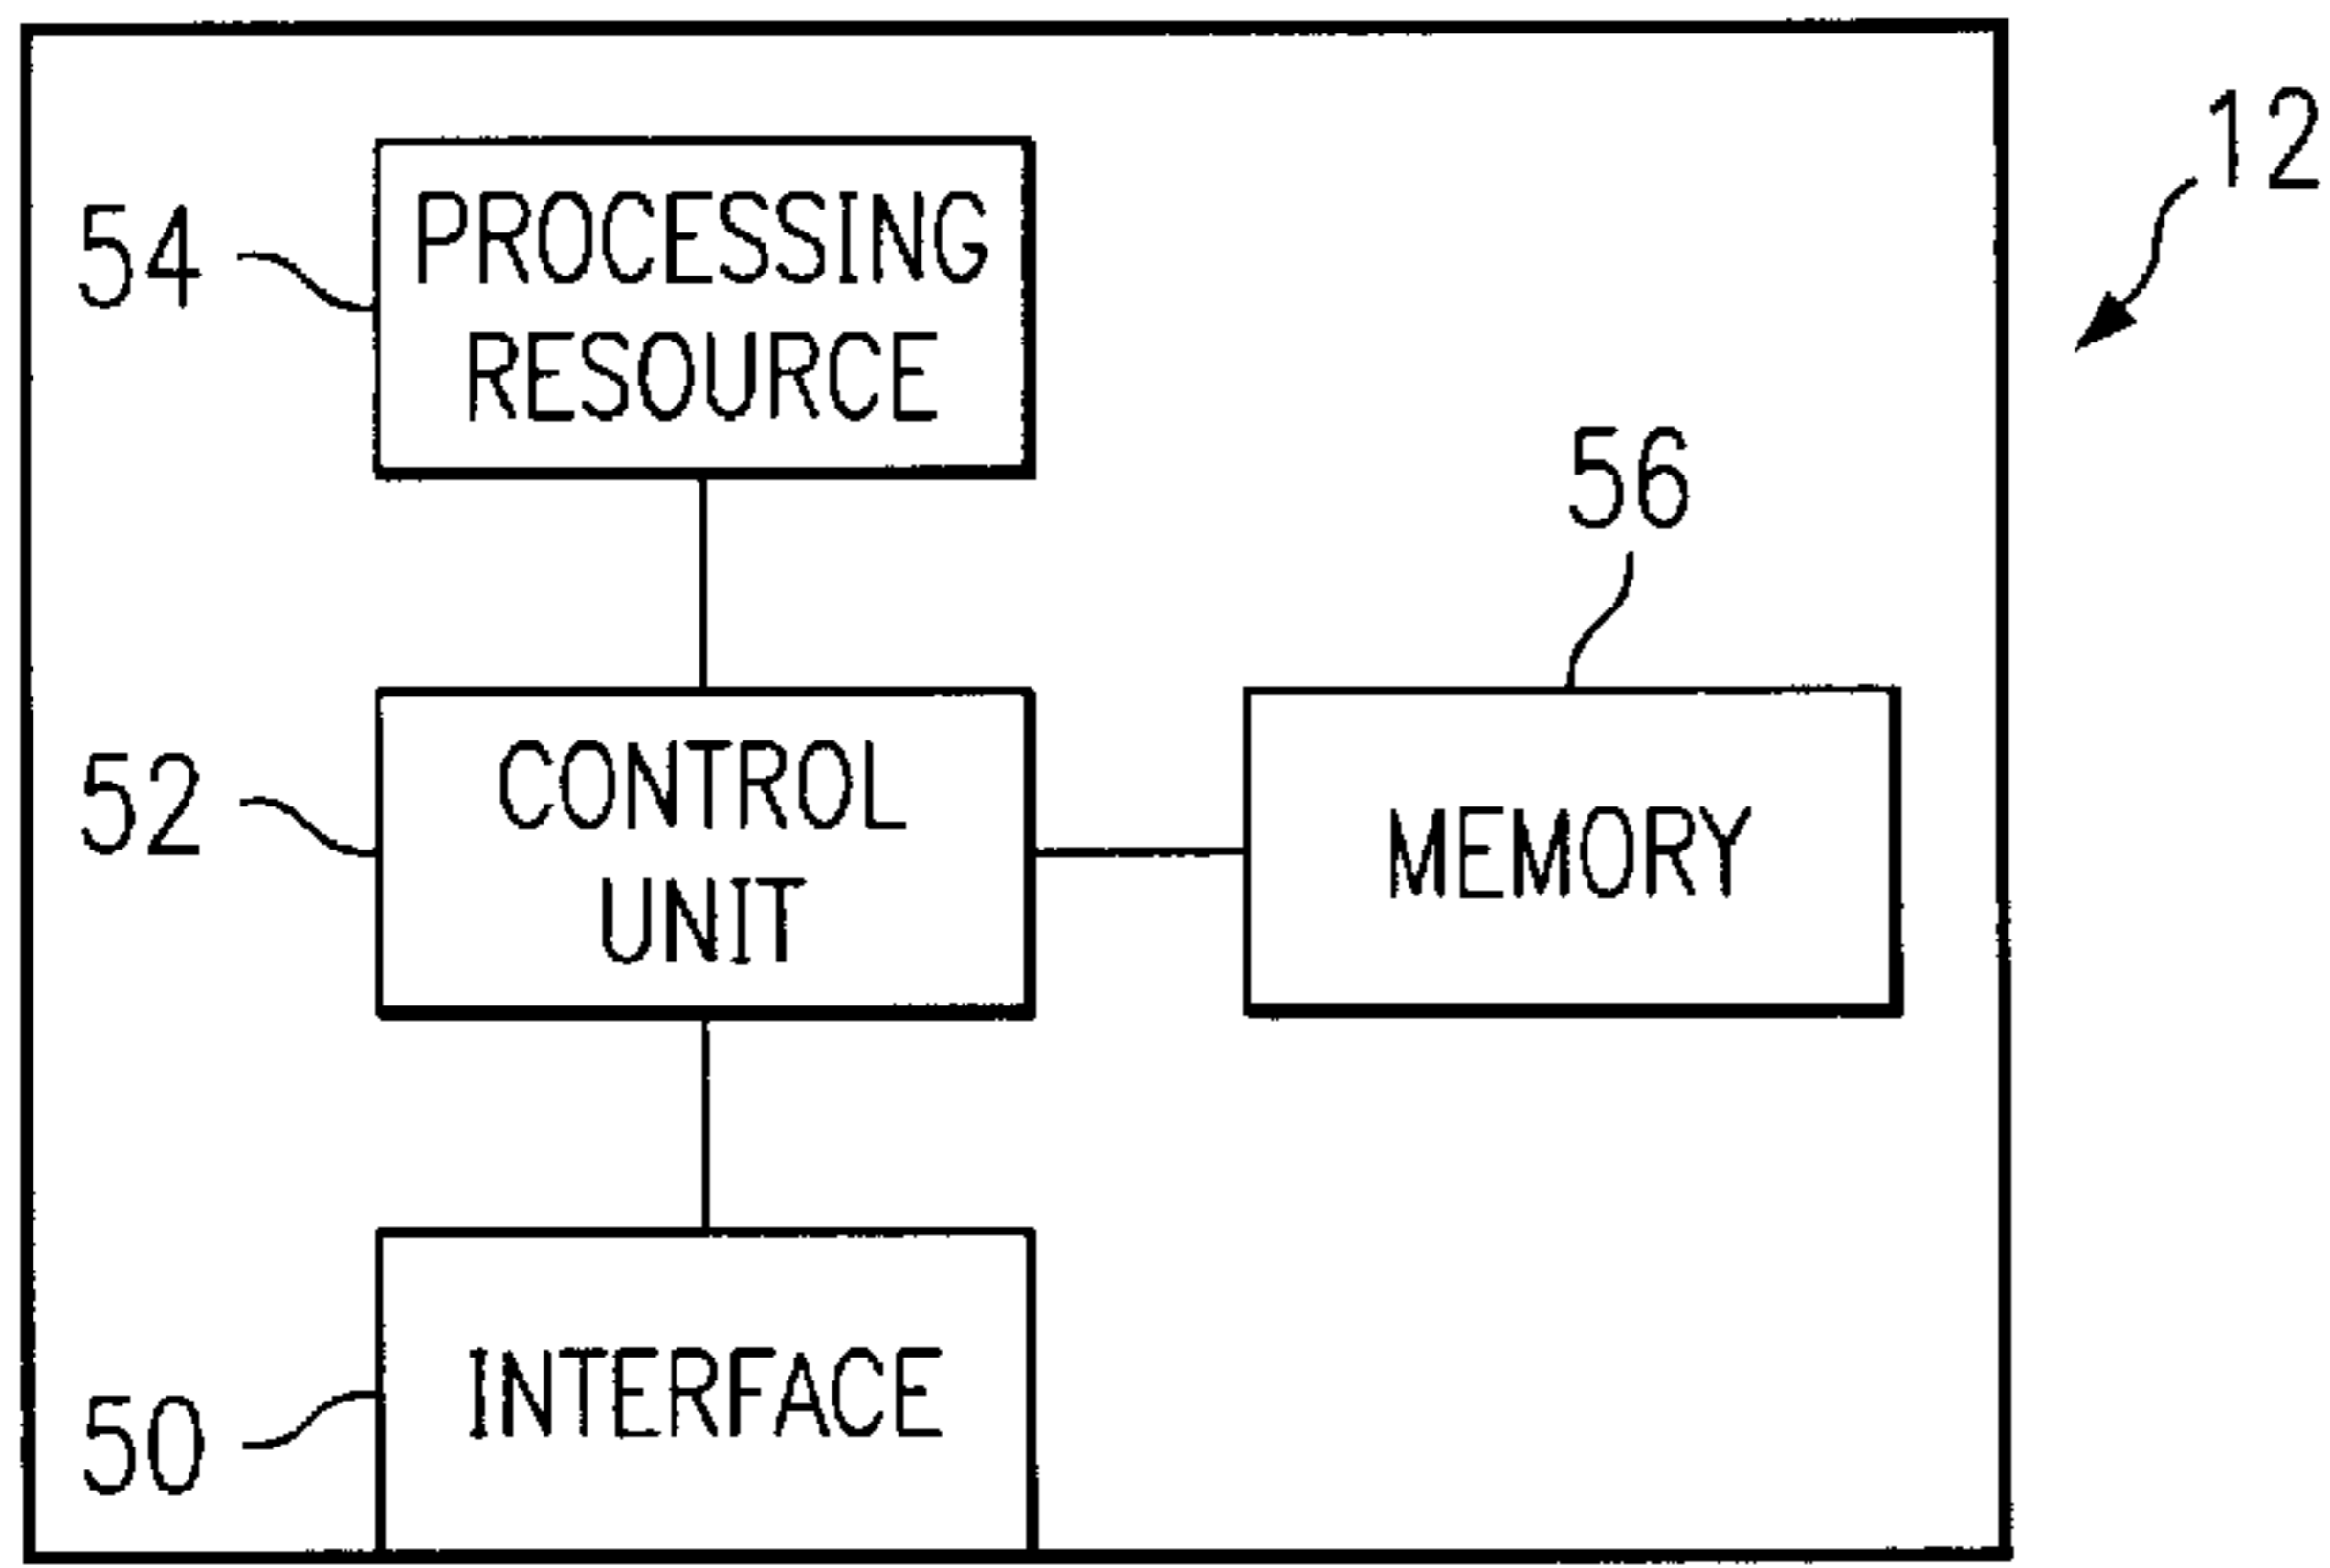 12
54
PROCESSING
RESOURCE
56
52
CONTROL
UNIT
MEMORY
50
INTERFACE